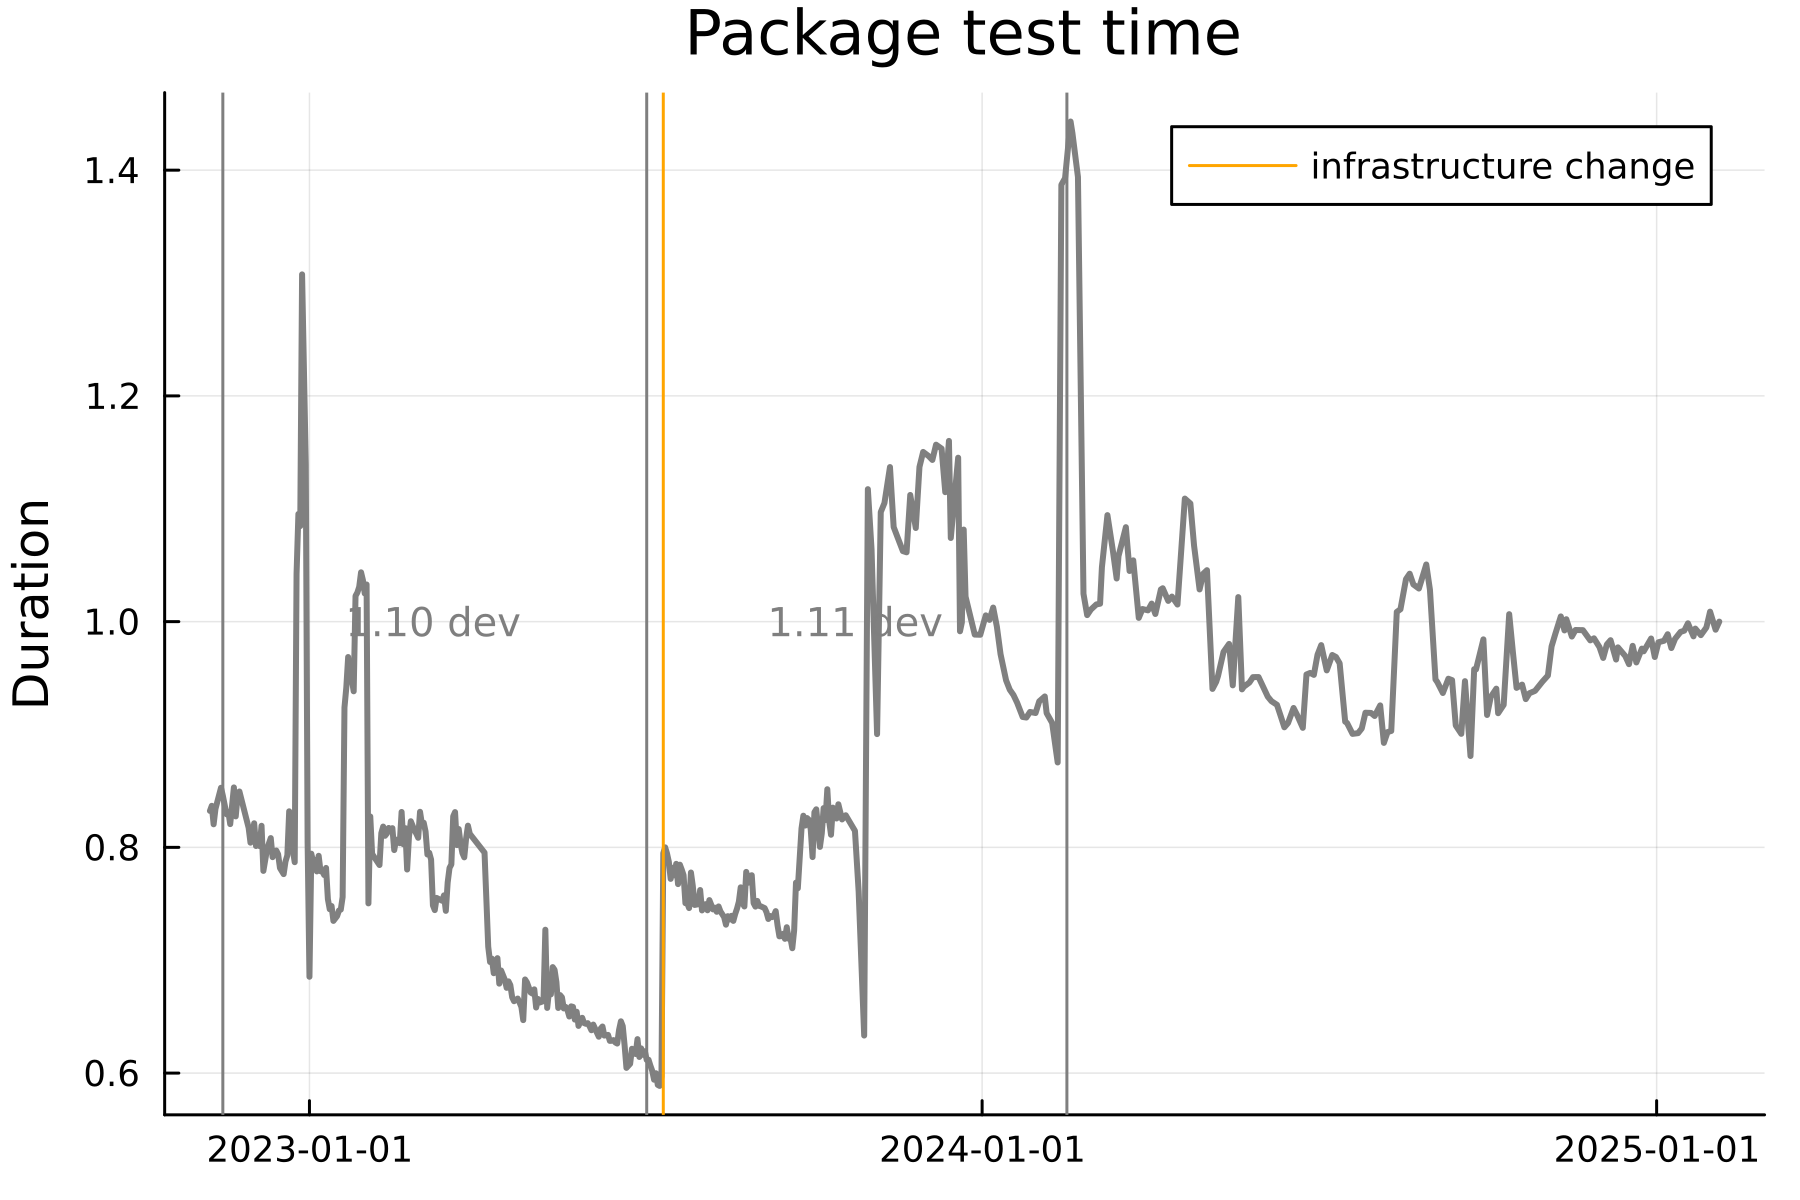 Package test time
1.4
infrastructure change
1.2
1.0
1.10 dev
1.11 dev
0.8
0.6
Duration
2023-01-01
2024-01-01
2025-01-01